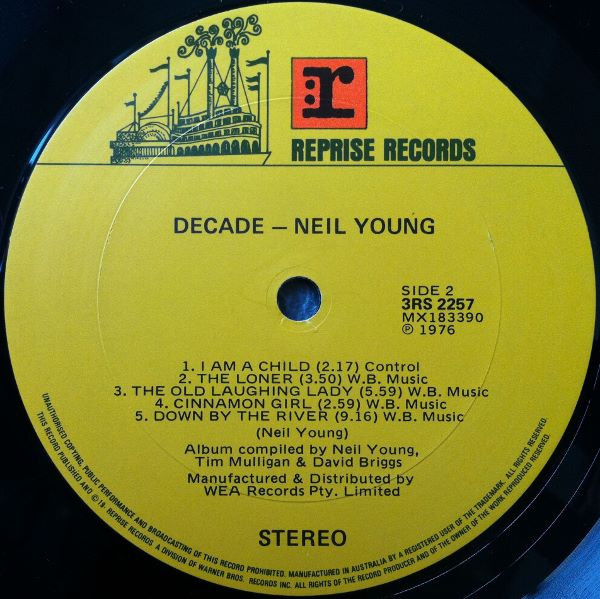 :r
REPRISE RECORDS
DECADE – NEIL YOUNG
SIDE 2
3RS 2257
MX183390
℗ 1976
1. I AM A CHILD (2.17) Control
2. THE LONER (3.50) W.B. Music
3. THE OLD LAUGHING LADY (5.59) W.B. Music
4. CINNAMON GIRL (2.59) W.B. Music
5. DOWN BY THE RIVER (9.16) W.B. Music
(Neil Young)
Album compiled by Neil Young,
Tim Mulligan & David Briggs
Manufactured & Distributed by
WEA Records Pty. Limited
STEREO
UNAUTHORISED COPYING, PUBLIC PERFORMANCE AND BROADCASTING OF THIS RECORD PROHIBITED. MANUFACTURED IN AUSTRALIA BY A REGISTERED USER OF THE TRADEMARK. ALL RIGHTS RESERVED.
THIS RECORD PUBLISHED AND © 19 REPRISE RECORDS, A DIVISION OF WARNER BROS. RECORDS INC. ALL RIGHTS OF THE RECORD PRODUCER AND OF THE OWNER OF THE WORK REPRODUCED RESERVED.